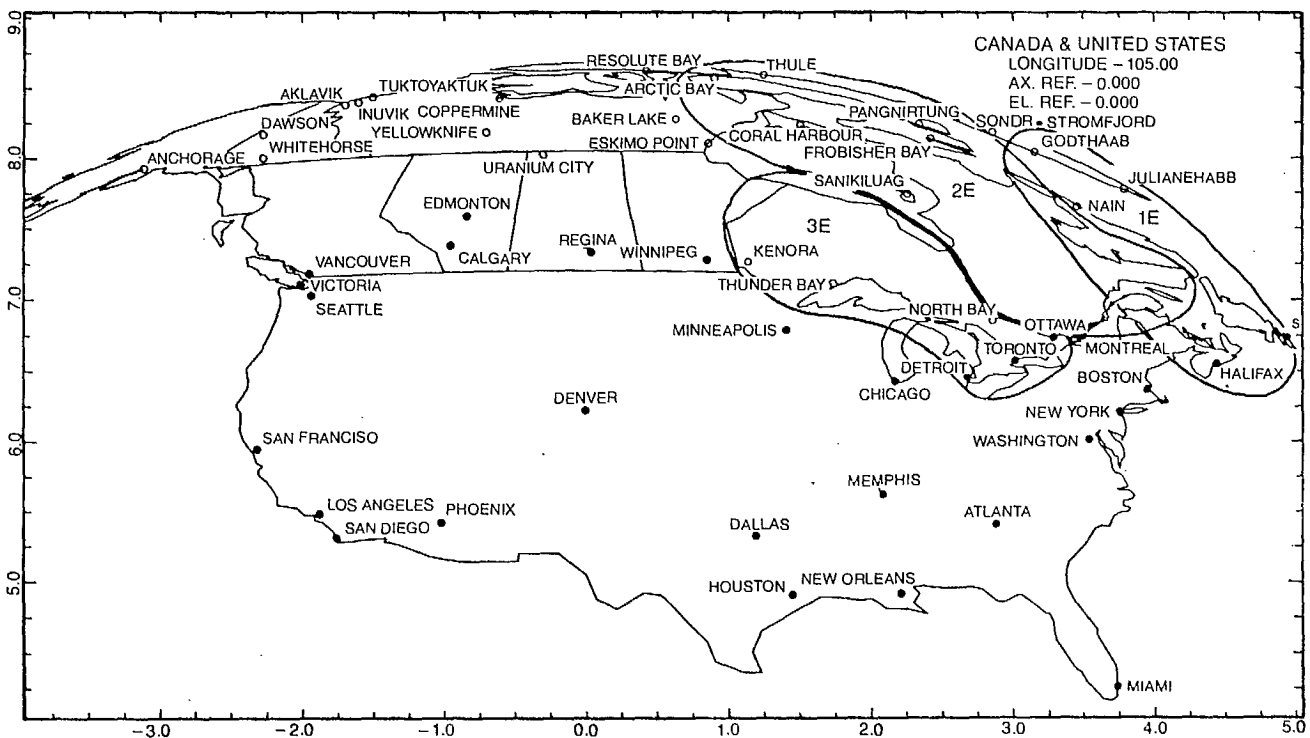 9.0
8.0
7.0
6.0
5.0
CANADA & UNITED STATES
LONGITUDE – 105.00
AX. REF. – 0.000
EL. REF. – 0.000
RESOLUTE BAY
THULE
ARCTIC BAY
TUKTOYAKTUK
AKLAVIK
INUVIK
COPPERMINE
DAWSON
YELLOWKNIFE
BAKER LAKE
CORAL HARBOUR
PANGNIRTUNG
SONDR • STROMFJORD
GODTHAAB
WHITEHORSE
ESKIMO POINT
FROBISHER BAY
ANCHORAGE
URANIUM CITY
SANIKILUAG
2E
JULIANEHABB
NAIN
1E
EDMONTON
3E
CALGARY
REGINA
WINNIPEG
KENORA
VANCOUVER
VICTORIA
SEATTLE
THUNDER BAY
NORTH BAY
OTTAWA
MINNEAPOLIS
TORONTO
MONTREAL
S
DETROIT
BOSTON
HALIFAX
CHICAGO
DENVER
NEW YORK
WASHINGTON
SAN FRANCISO
MEMPHIS
LOS ANGELES
PHOENIX
ATLANTA
SAN DIEGO
DALLAS
HOUSTON
NEW ORLEANS
MIAMI
–3.0
–2.0
–1.0
0.0
1.0
2.0
3.0
4.0
5.0